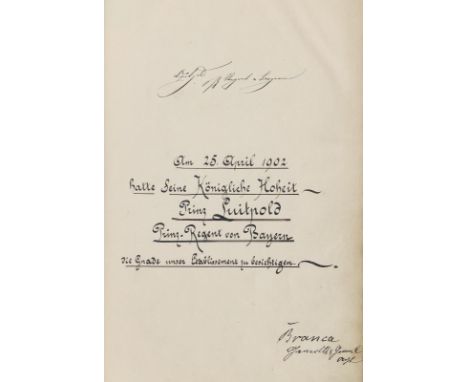 Am 25. April 1902
hatte Seine Königliche Hoheit
Prinz Luitpold
Prinz-Regent von Bayern
die Gnade unser Etablissement zu besichtigen.
Branca